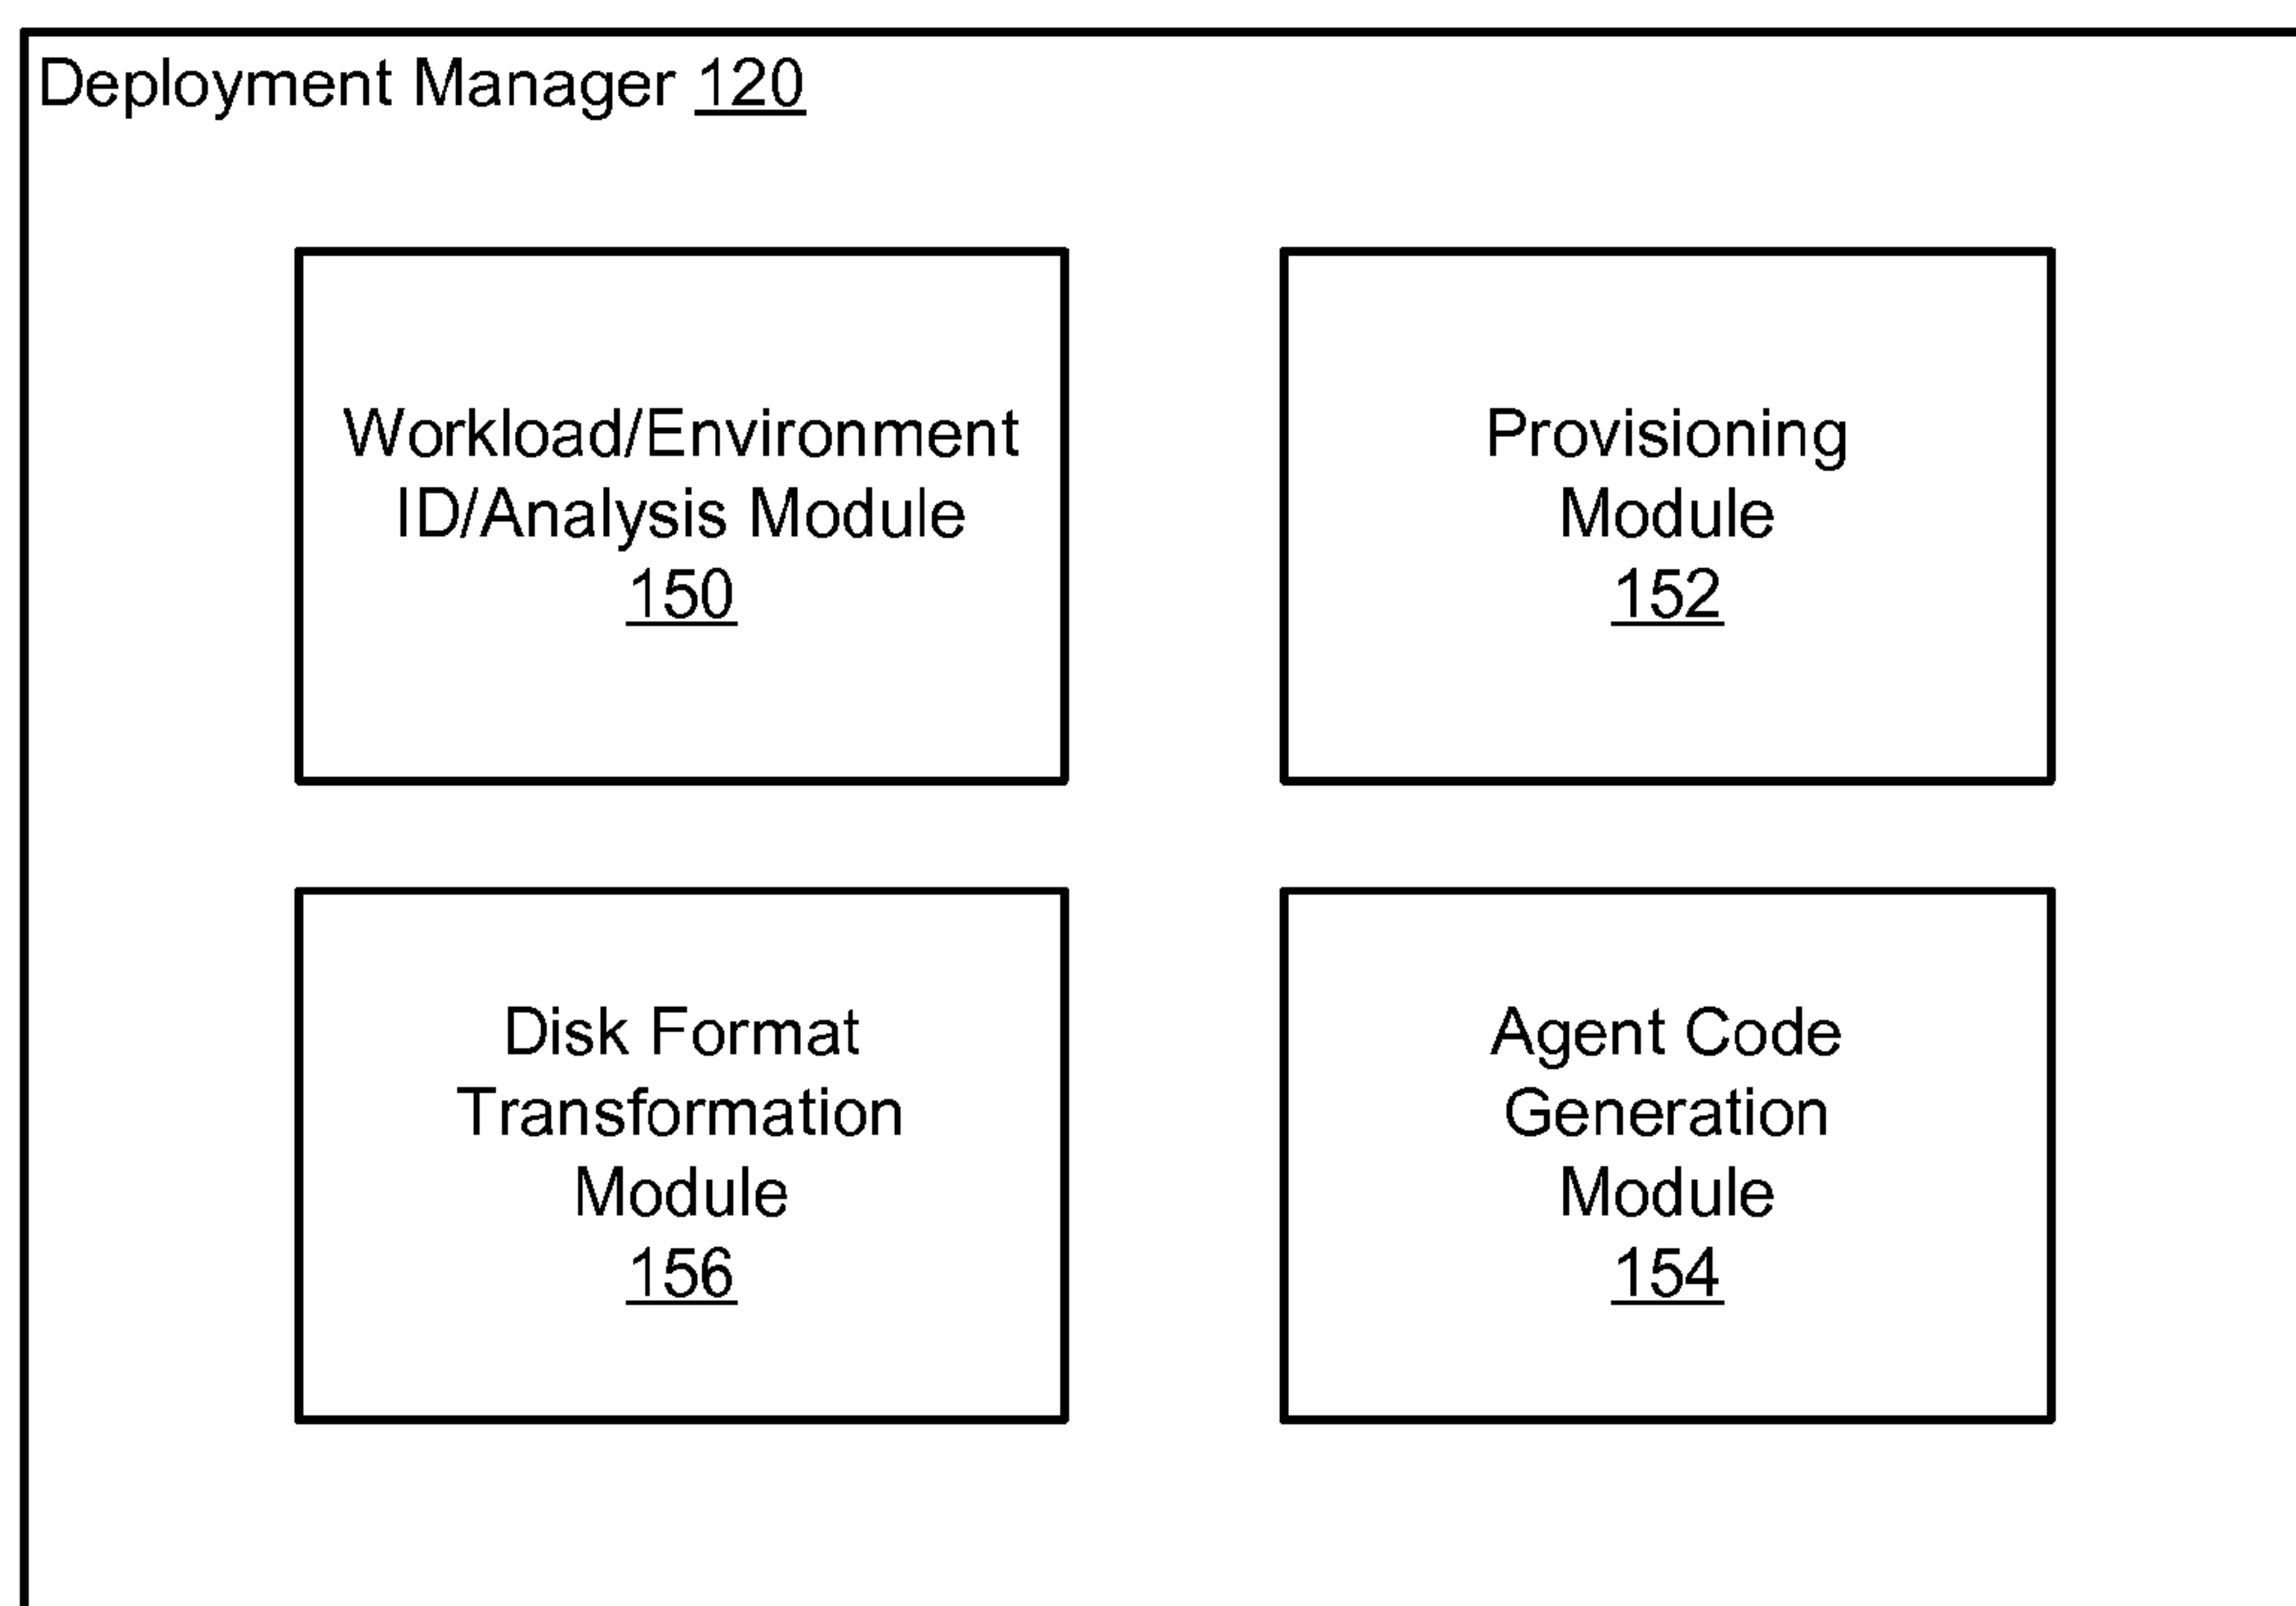 Deployment Manager 120
Workload/Environment
ID/Analysis Module
150
Provisioning
Module
152
Disk Format
Transformation
Module
156
Agent Code
Generation
Module
154